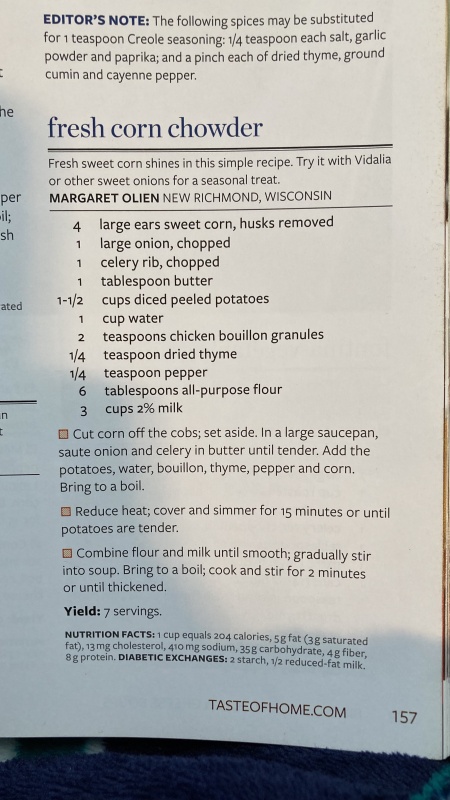 EDITOR'S NOTE: The following spices may be substituted
for 1 teaspoon Creole seasoning: 1/4 teaspoon each salt, garlic
powder and paprika; and a pinch each of dried thyme, ground
cumin and cayenne pepper.
he
fresh corn chowder
Fresh sweet corn shines in this simple recipe. Try it with Vidalia
or other sweet onions for a seasonal treat.
per
MARGARET OLIEN NEW RICHMOND, WISCONSIN
il;
4 large ears sweet corn, husks removed
sh
1 large onion, chopped
1 celery rib, chopped
1 tablespoon butter
1-1/2 cups diced peeled potatoes
ated
1 cup water
2 teaspoons chicken bouillon granules
1/4 teaspoon dried thyme
1/4 teaspoon pepper
6 tablespoons all-purpose flour
3 cups 2% milk
n
t
Cut corn off the cobs; set aside. In a large saucepan,
saute onion and celery in butter until tender. Add the
potatoes, water, bouillon, thyme, pepper and corn.
Bring to a boil.
Reduce heat; cover and simmer for 15 minutes or until
potatoes are tender.
Combine flour and milk until smooth; gradually stir
into soup. Bring to a boil; cook and stir for 2 minutes
or until thickened.
Yield: 7 servings.
NUTRITION FACTS: 1 cup equals 204 calories, 5 g fat (3 g saturated
fat), 13 mg cholesterol, 410 mg sodium, 35 g carbohydrate, 4 g fiber,
8 g protein. DIABETIC EXCHANGES: 2 starch, 1/2 reduced-fat milk.
TASTEOFHOME.COM 157